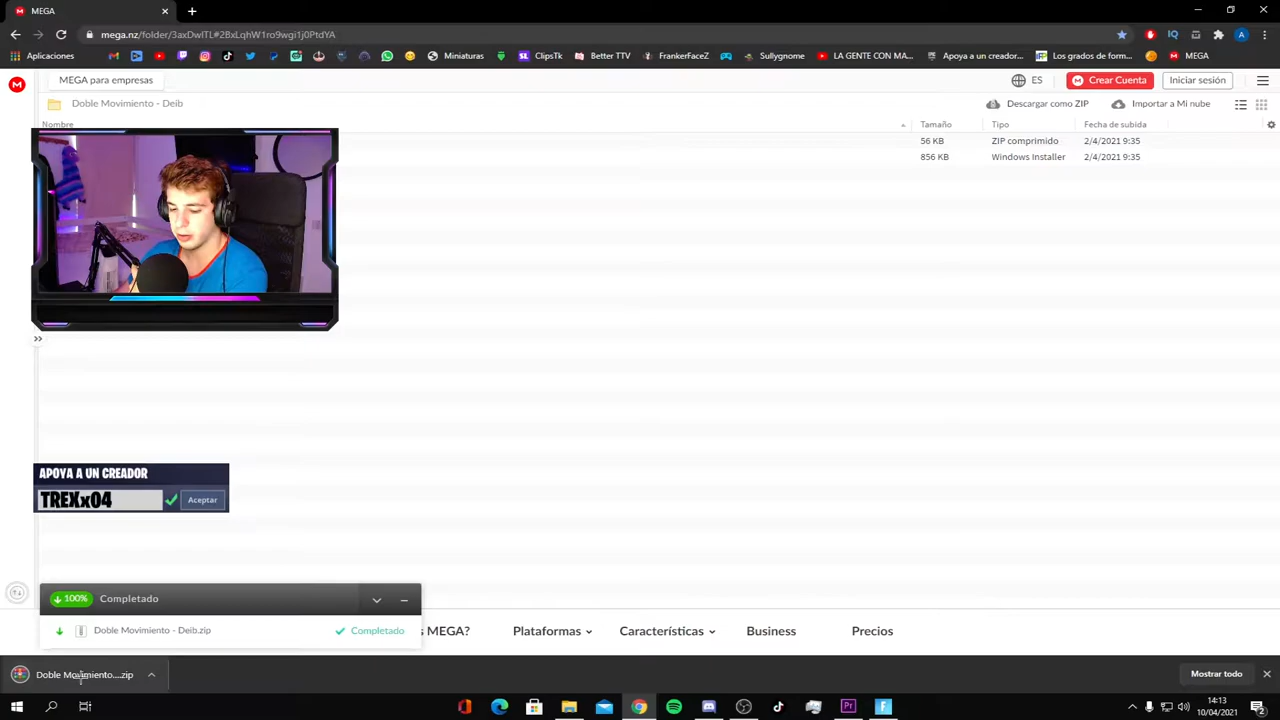 MEGA
mega.nz/folder/3axDwITL#2BxLqhW1ro9wgi1j0PtdYA
Aplicaciones
Miniaturas
ClipsTk
Better TTV
FrankerFaceZ
Sullygnome
LA GENTE CON MA...
Apoya a un creador...
Los grados de form...
MEGA
MEGA para empresas
ES
Crear Cuenta
Iniciar sesión
Doble Movimiento - Deib
Descargar como ZIP
Importar a Mi nube
Nombre
Tamaño
Tipo
Fecha de subida
56 KB
ZIP comprimido
2/4/2021 9:35
856 KB
Windows Installer
2/4/2021 9:35
APOYA A UN CREADOR
TREXx04
Aceptar
100%
Completado
Doble Movimiento - Deib.zip
Completado
MEGA?
Plataformas
Características
Business
Precios
Doble Movimiento....zip
Mostrar todo
14:13
10/04/2021
2